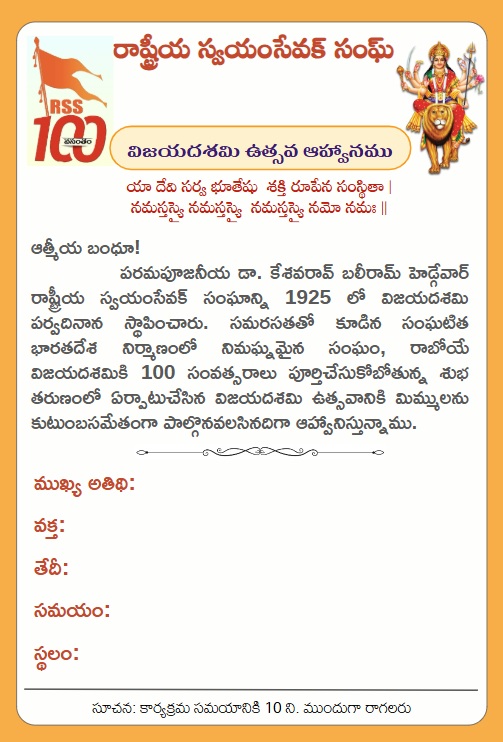 రాష్ట్రీయ స్వయంసేవక్ సంఘ్
RSS
100
వసంతం
విజయదశమి ఉత్సవ ఆహ్వానము
యా దేవి సర్వ భూతేషు శక్తి రూపేన సంస్థితా |
నమస్తస్యై నమస్తస్యై నమస్తస్యై నమో నమః ||
ఆత్మీయ బంధూ!
పరమపూజనీయ డా. కేశవరావ్ బలీరామ్ హెడ్గేవార్
రాష్ట్రీయ స్వయంసేవక్ సంఘాన్ని 1925 లో విజయదశమి
పర్వదినాన స్థాపించారు. సమరసతతో కూడిన సంఘటిత
భారతదేశ నిర్మాణంలో నిమఘ్నమైన సంఘం, రాబోయే
విజయదశమికి 100 సంవత్సరాలు పూర్తిచేసుకోబోతున్న శుభ
తరుణంలో ఏర్పాటుచేసిన విజయదశమి ఉత్సవానికి మిమ్ములను
కుటుంబసమేతంగా పాల్గొనవలసినదిగా ఆహ్వానిస్తున్నాము.
ముఖ్య అతిథి:
వక్త:
తేదీ:
సమయం:
స్థలం:
సూచన: కార్యక్రమ సమయానికి 10 ని. ముందుగా రాగలరు